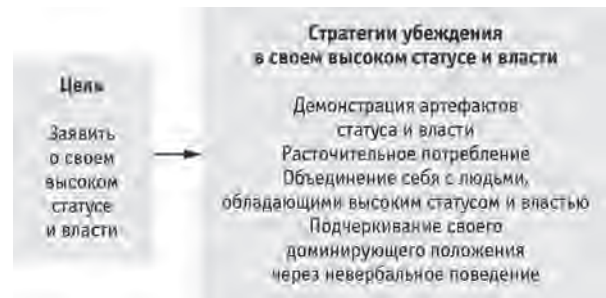 Цель
Заявить
о своем
высоком
статусе
и власти
Стратегии убеждения
в своем высоком статусе и власти
Демонстрация артефактов
статуса и власти
Расточительное потребление
Объединение себя с людьми,
обладающими высоким статусом и властью
Подчеркивание своего
доминирующего положения
через невербальное поведение